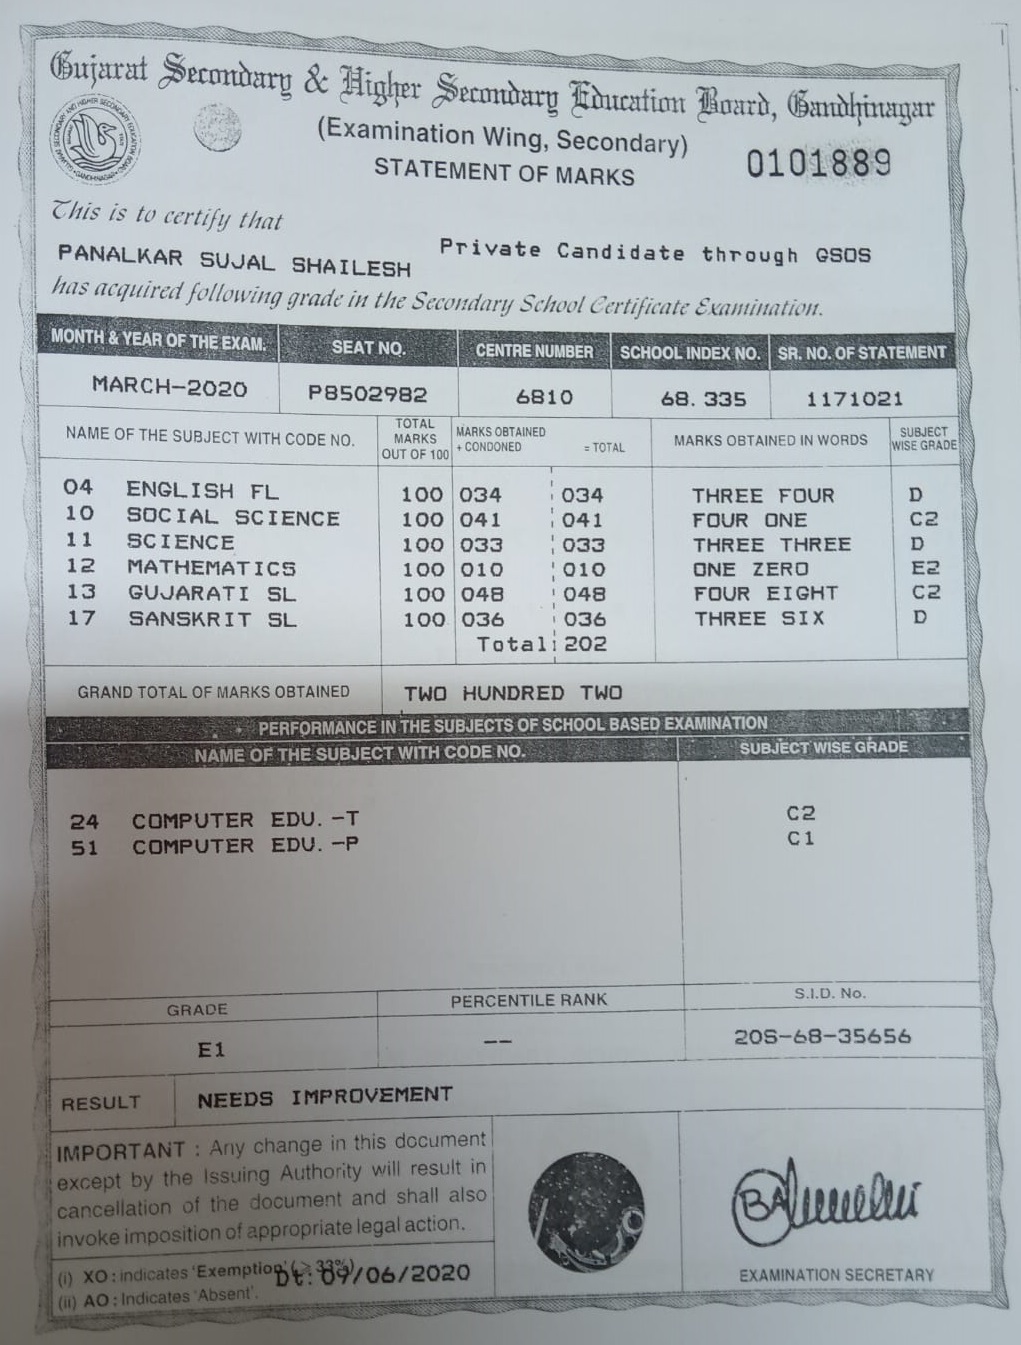 Gujarat Secondary & Higher Secondary Education Board, Gandhinagar
(Examination Wing, Secondary)
STATEMENT OF MARKS
0101889
This is to certify that
PANALKAR SUJAL SHAILESH
Private Candidate through GSOS
has acquired following grade in the Secondary School Certificate Examination.
MONTH & YEAR OF THE EXAM. SEAT NO. CENTRE NUMBER SCHOOL INDEX NO. SR. NO. OF STATEMENT
MARCH-2020 P8502982 6810 68.335 1171021
NAME OF THE SUBJECT WITH CODE NO. TOTAL MARKS OUT OF 100 MARKS OBTAINED + CONDONED = TOTAL MARKS OBTAINED IN WORDS SUBJECT WISE GRADE
04 ENGLISH FL 100 034 034 THREE FOUR D
10 SOCIAL SCIENCE 100 041 041 FOUR ONE C2
11 SCIENCE 100 033 033 THREE THREE D
12 MATHEMATICS 100 010 010 ONE ZERO E2
13 GUJARATI SL 100 048 048 FOUR EIGHT C2
17 SANSKRIT SL 100 036 036 THREE SIX D
Total: 202
GRAND TOTAL OF MARKS OBTAINED TWO HUNDRED TWO
PERFORMANCE IN THE SUBJECTS OF SCHOOL BASED EXAMINATION
NAME OF THE SUBJECT WITH CODE NO. SUBJECT WISE GRADE
24 COMPUTER EDU. -T C2
51 COMPUTER EDU. -P C1
GRADE PERCENTILE RANK S.I.D. No.
E1 -- 20S-68-35656
RESULT NEEDS IMPROVEMENT
IMPORTANT : Any change in this document
except by the Issuing Authority will result in
cancellation of the document and shall also
invoke imposition of appropriate legal action.
(i) XO : indicates 'Exemption' (≥ 33%)
Dt: 09/06/2020
(ii) AO : Indicates 'Absent'.
EXAMINATION SECRETARY